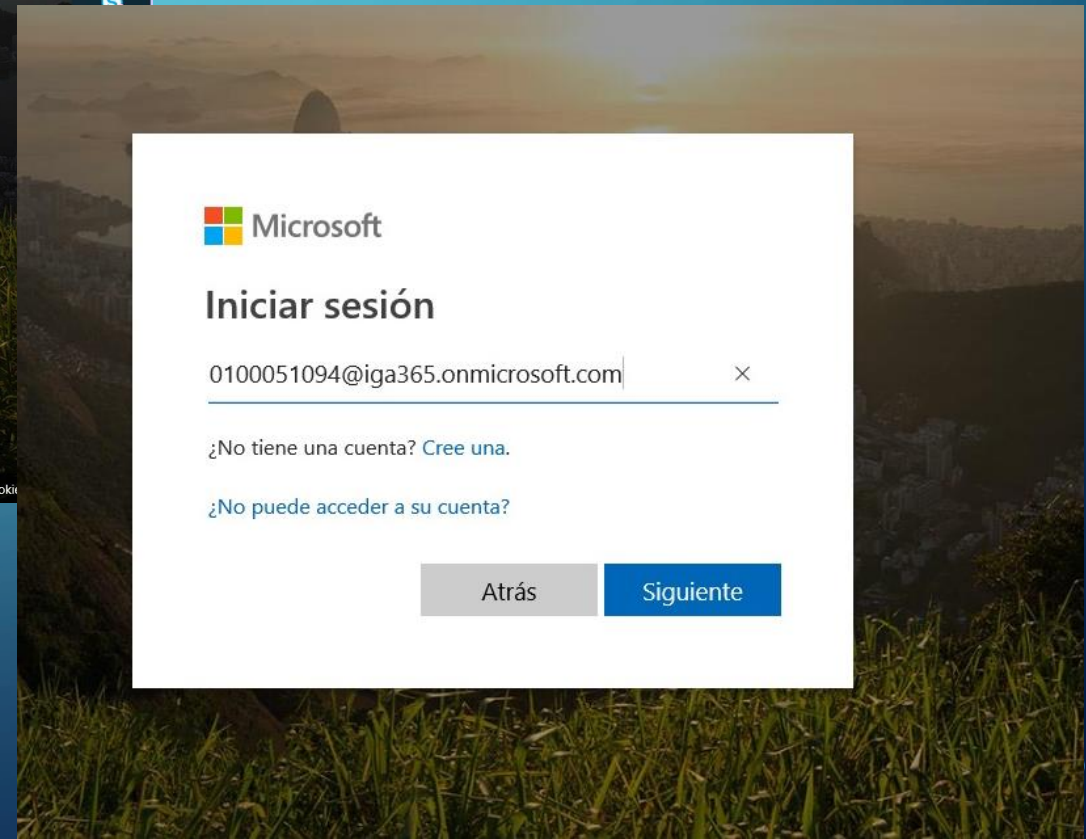 Microsoft
Iniciar sesión
0100051094@iga365.onmicrosoft.com
¿No tiene una cuenta? Cree una.
¿No puede acceder a su cuenta?
Atrás
Siguiente